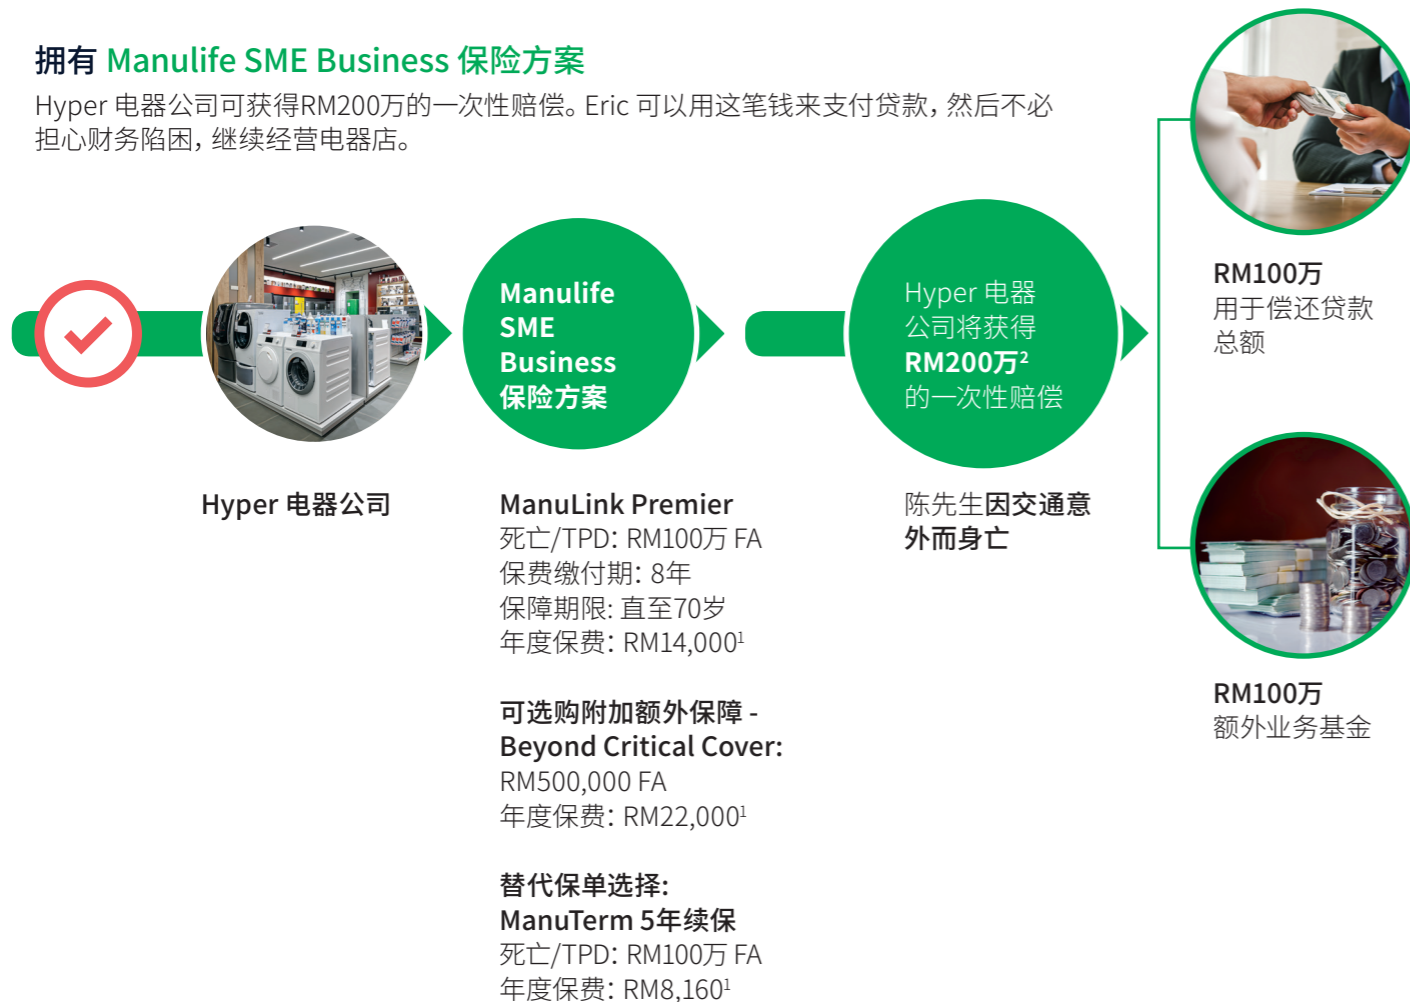 拥有 Manulife SME Business 保险方案
Hyper 电器公司可获得RM200万的一次性赔偿。Eric 可以用这笔钱来支付贷款，然后不必
担心财务陷困，继续经营电器店。
Manulife
SME
Business
保险方案
Hyper 电器
公司将获得
RM200万²
的一次性赔偿
RM100万
用于偿还贷款
总额
Hyper 电器公司
ManuLink Premier
死亡/TPD：RM100万 FA
保费缴付期：8年
保障期限: 直至70岁
年度保费：RM14,000¹
可选购附加额外保障 -
Beyond Critical Cover:
RM500,000 FA
年度保费：RM22,000¹
替代保单选择:
ManuTerm 5年续保
死亡/TPD：RM100万 FA
年度保费：RM8,160¹
陈先生因交通意
外而身亡
RM100万
额外业务基金